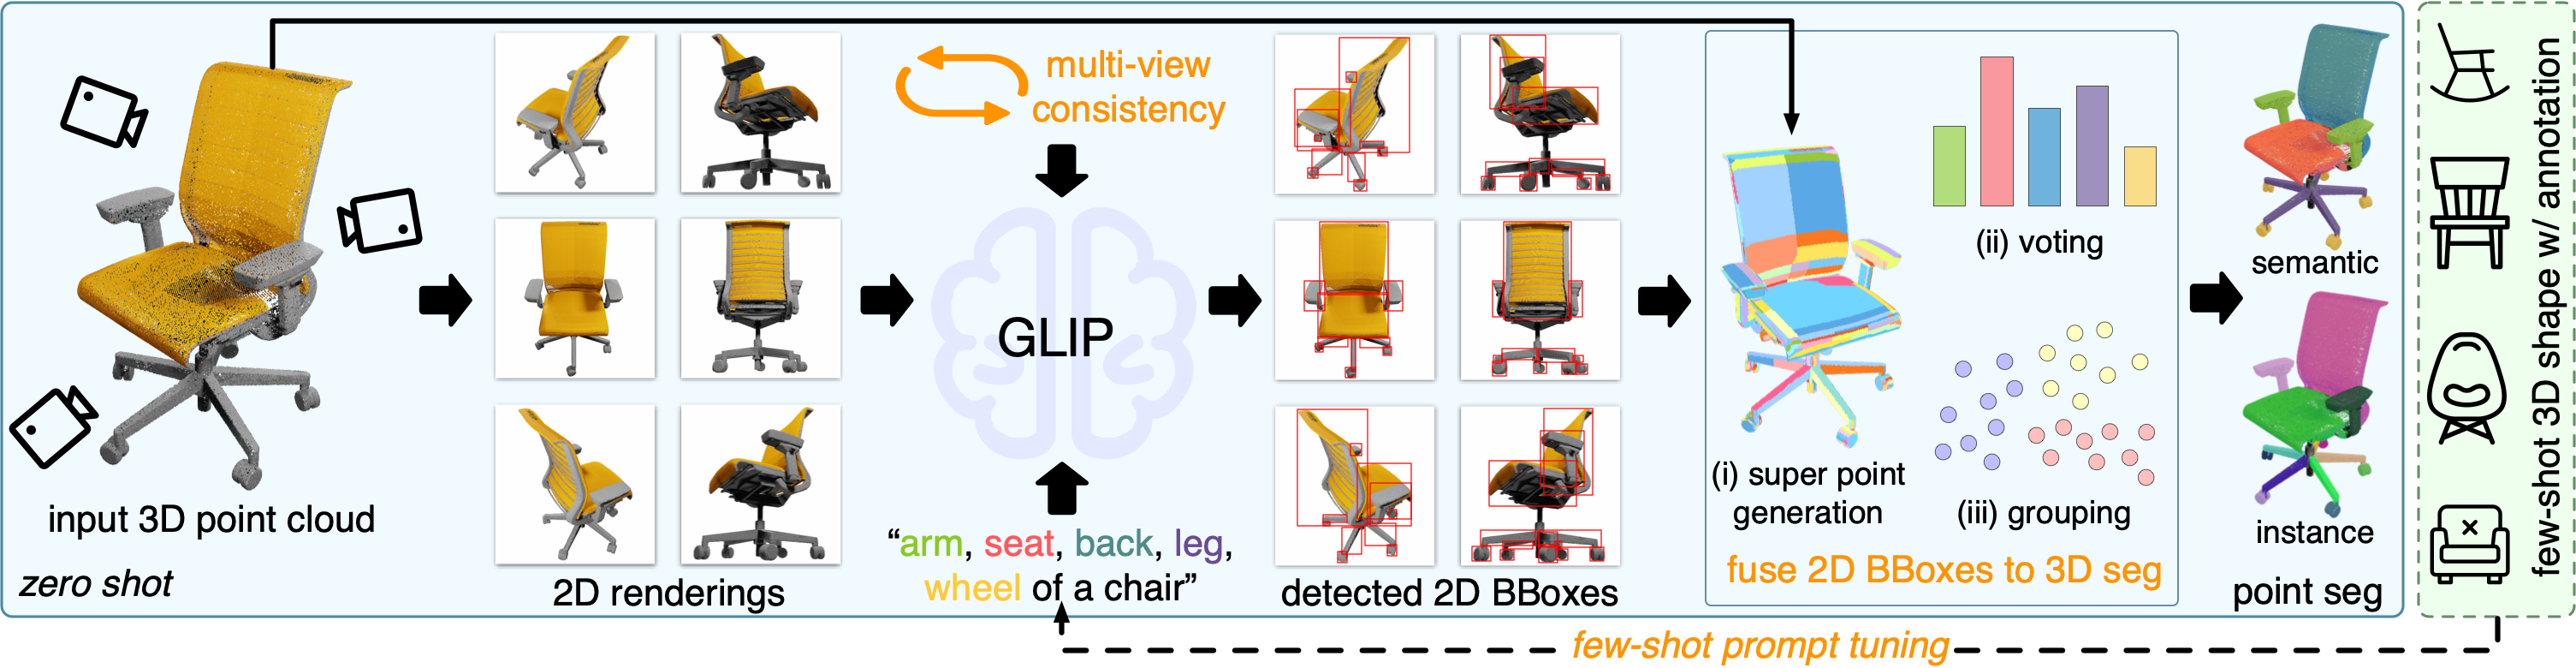 input 3D point cloud
zero shot
2D renderings
multi-view
consistency
GLIP
“arm, seat, back, leg,
wheel of a chair”
detected 2D BBoxes
(i) super point
generation
(ii) voting
(iii) grouping
fuse 2D BBoxes to 3D seg
semantic
instance
point seg
few-shot 3D shape w/ annotation
few-shot prompt tuning